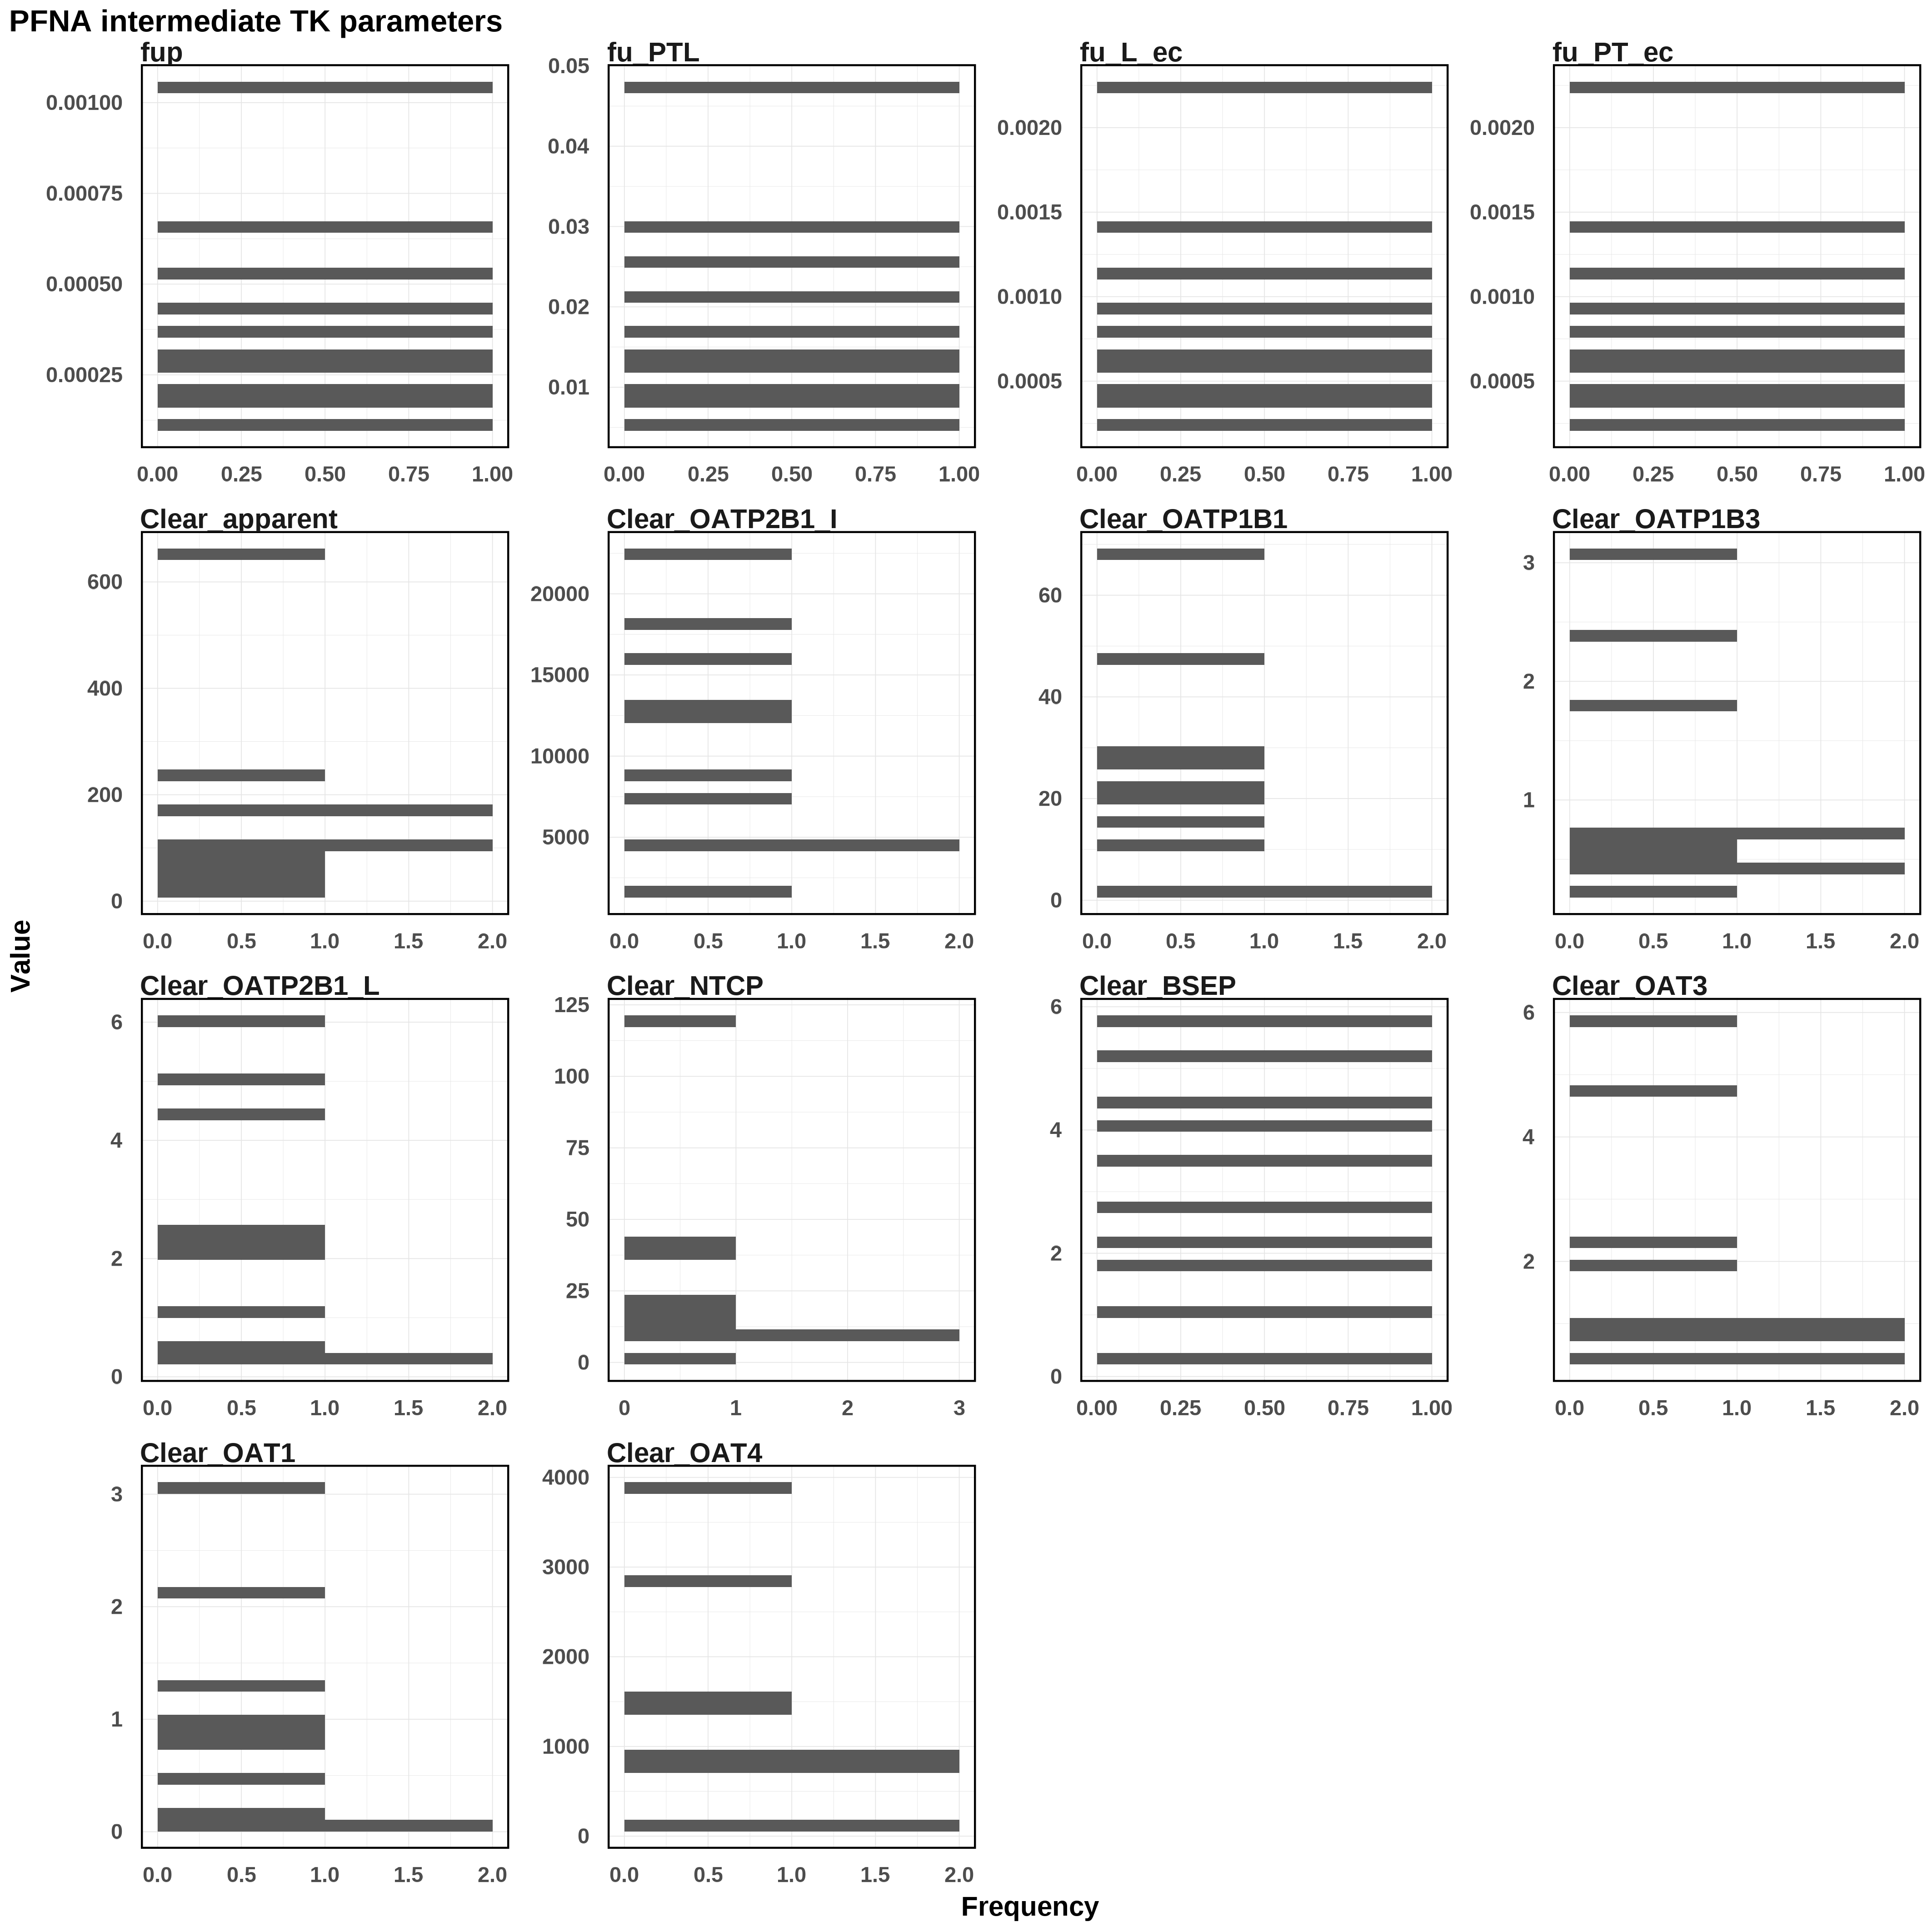 PFNA intermediate TK parameters
fup
fu_PTL
fu_L_ec
fu_PT_ec
0.00100
0.00075
0.00050
0.00025
0.00 0.25 0.50 0.75 1.00
0.05
0.04
0.03
0.02
0.01
0.00 0.25 0.50 0.75 1.00
0.0020
0.0015
0.0010
0.0005
0.00 0.25 0.50 0.75 1.00
0.0020
0.0015
0.0010
0.0005
0.00 0.25 0.50 0.75 1.00
Clear_apparent
Clear_OATP2B1_I
Clear_OATP1B1
Clear_OATP1B3
600
400
200
0
0.0 0.5 1.0 1.5 2.0
20000
15000
10000
5000
0.0 0.5 1.0 1.5 2.0
60
40
20
0
0.0 0.5 1.0 1.5 2.0
3
2
1
0.0 0.5 1.0 1.5 2.0
Value
Clear_OATP2B1_L
Clear_NTCP
Clear_BSEP
Clear_OAT3
6
4
2
0
0.0 0.5 1.0 1.5 2.0
125
100
75
50
25
0
0 1 2 3
6
4
2
0
0.00 0.25 0.50 0.75 1.00
6
4
2
0.0 0.5 1.0 1.5 2.0
Clear_OAT1
Clear_OAT4
3
2
1
0
0.0 0.5 1.0 1.5 2.0
4000
3000
2000
1000
0
0.0 0.5 1.0 1.5 2.0
Frequency